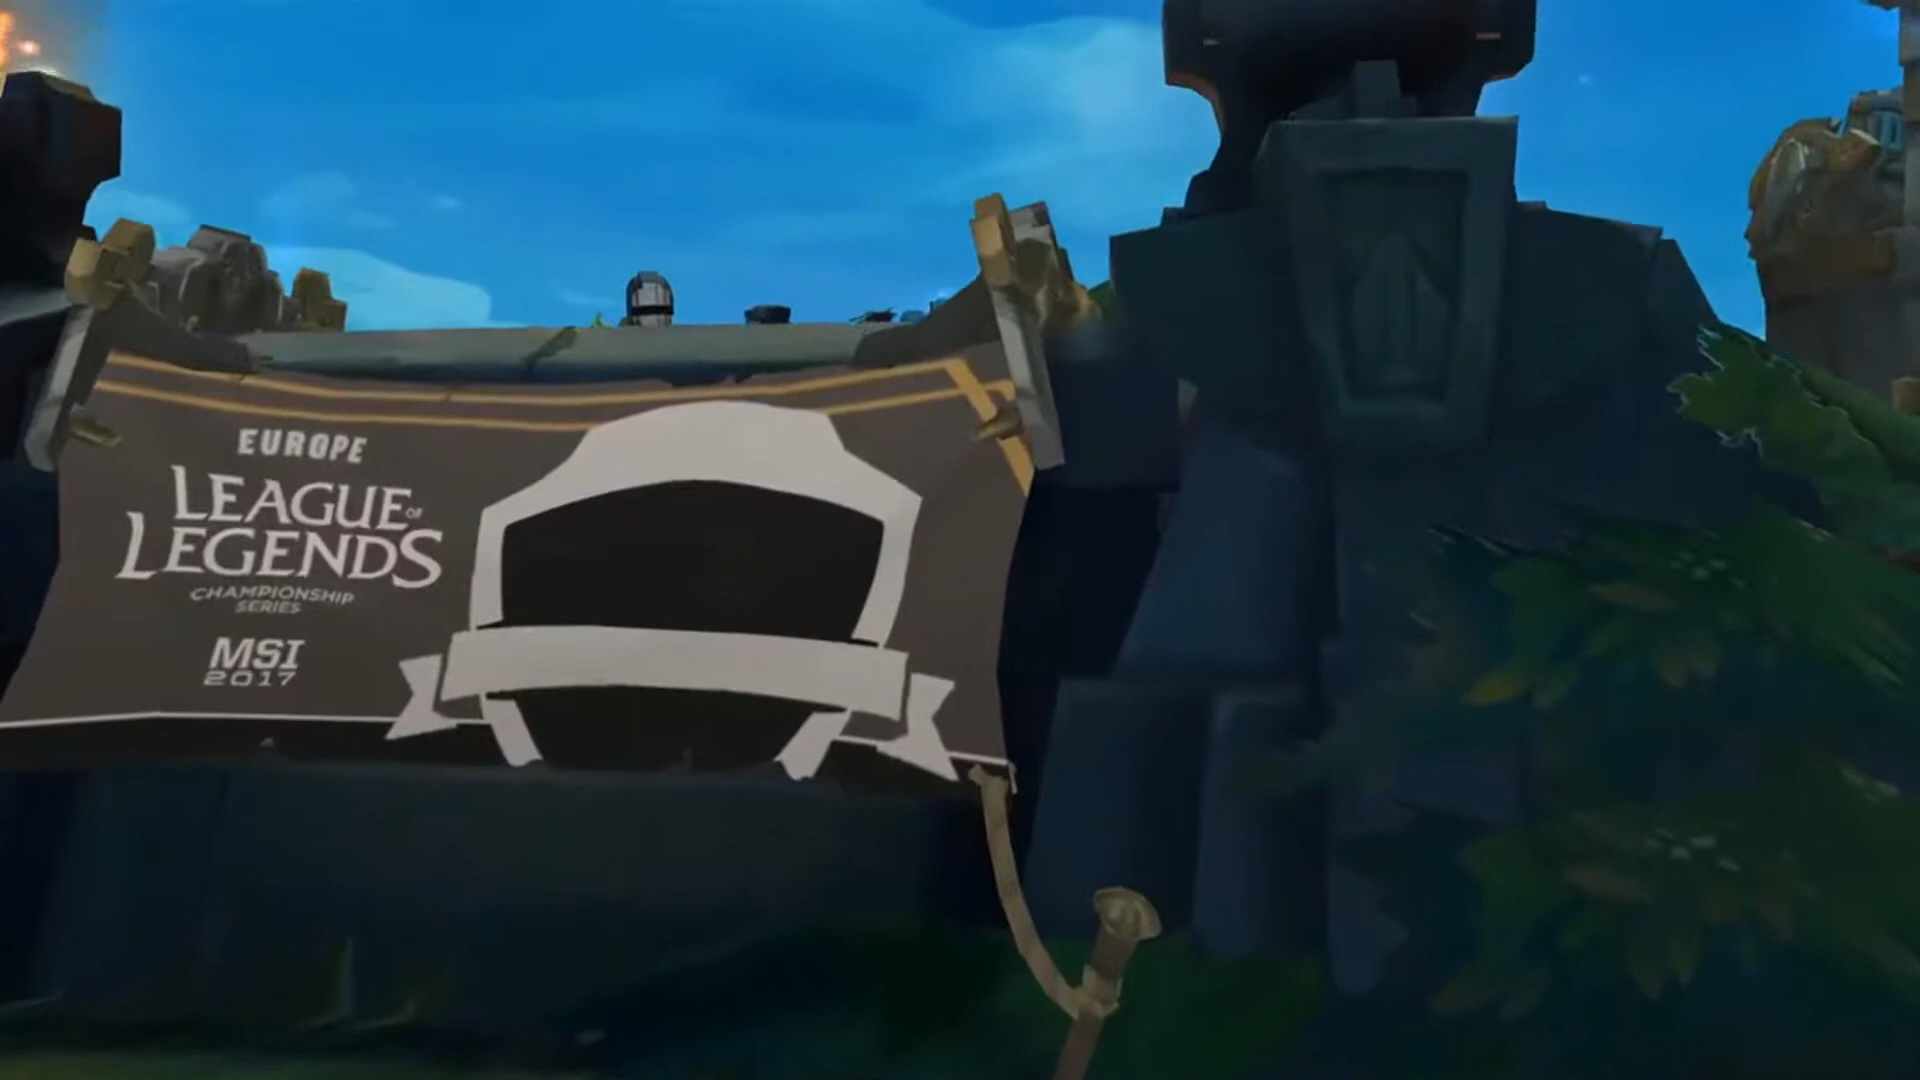 EUROPE
LEAGUE OF
LEGENDS
CHAMPIONSHIP
SERIES
MSI
2017